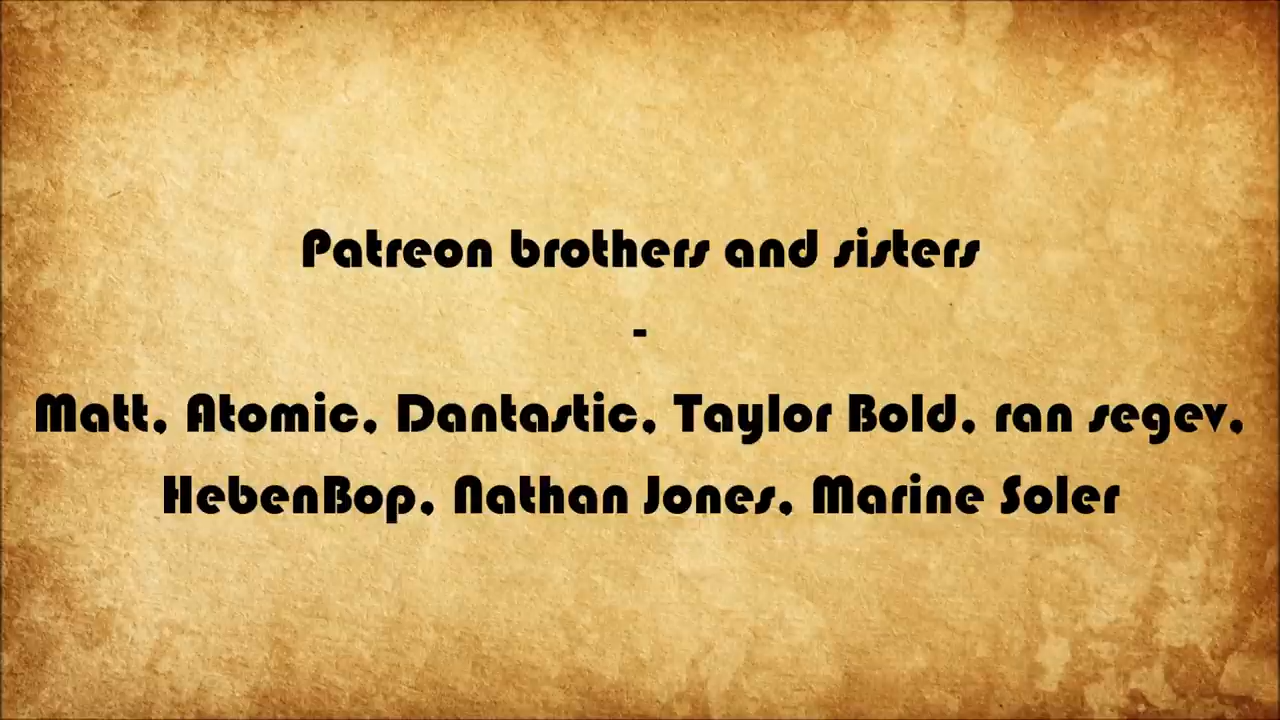 Patreon brothers and sisters
-
Matt, Atomic, Dantastic, Taylor Bold, ran segev,
HebenBop, Nathan Jones, Marine Soler